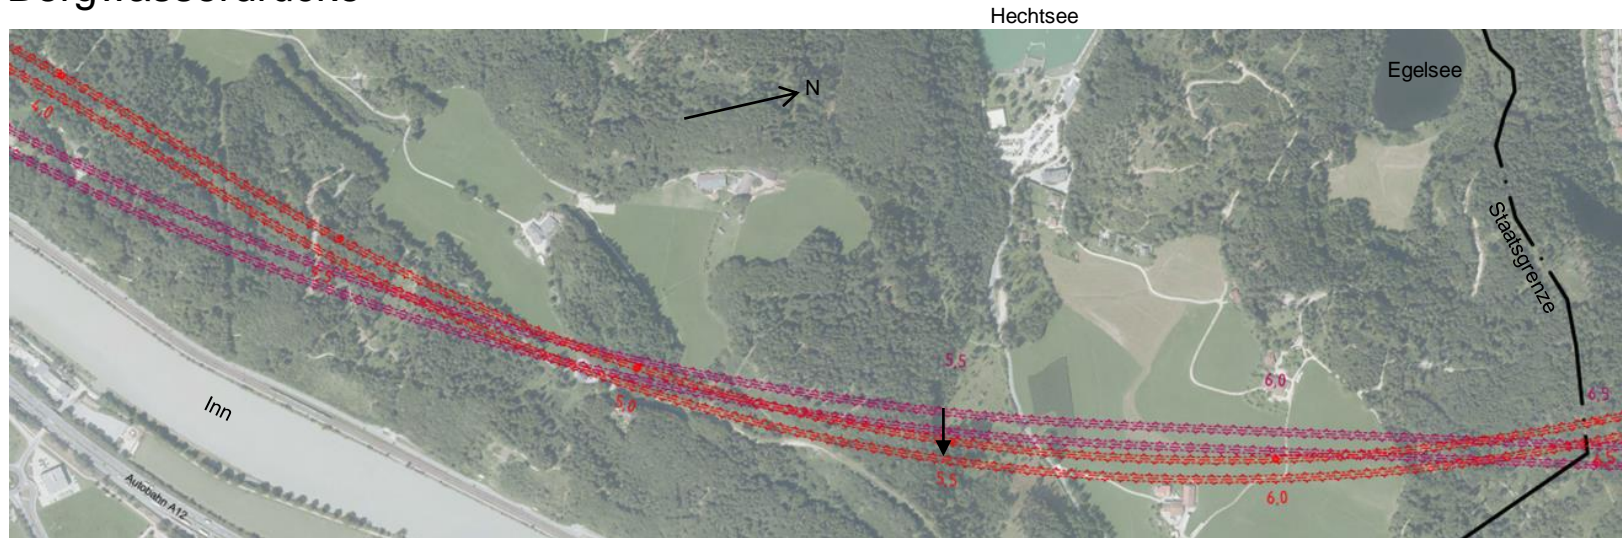 Bergwasserdrücke
Hechtsee
Egelsee
N
4,0
Staatsgrenze
5,5
6,0
6,5
Inn
5,0
5,5
6,0
Autobahn A12